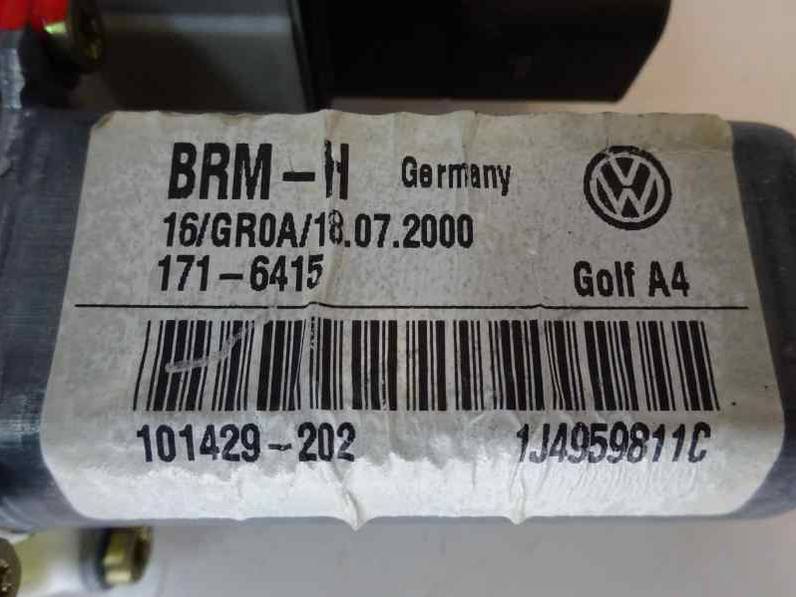 BRM-H Germany
16/GR0A/18.07.2000
171-6415 Golf A4
101429-202 1J4959811C